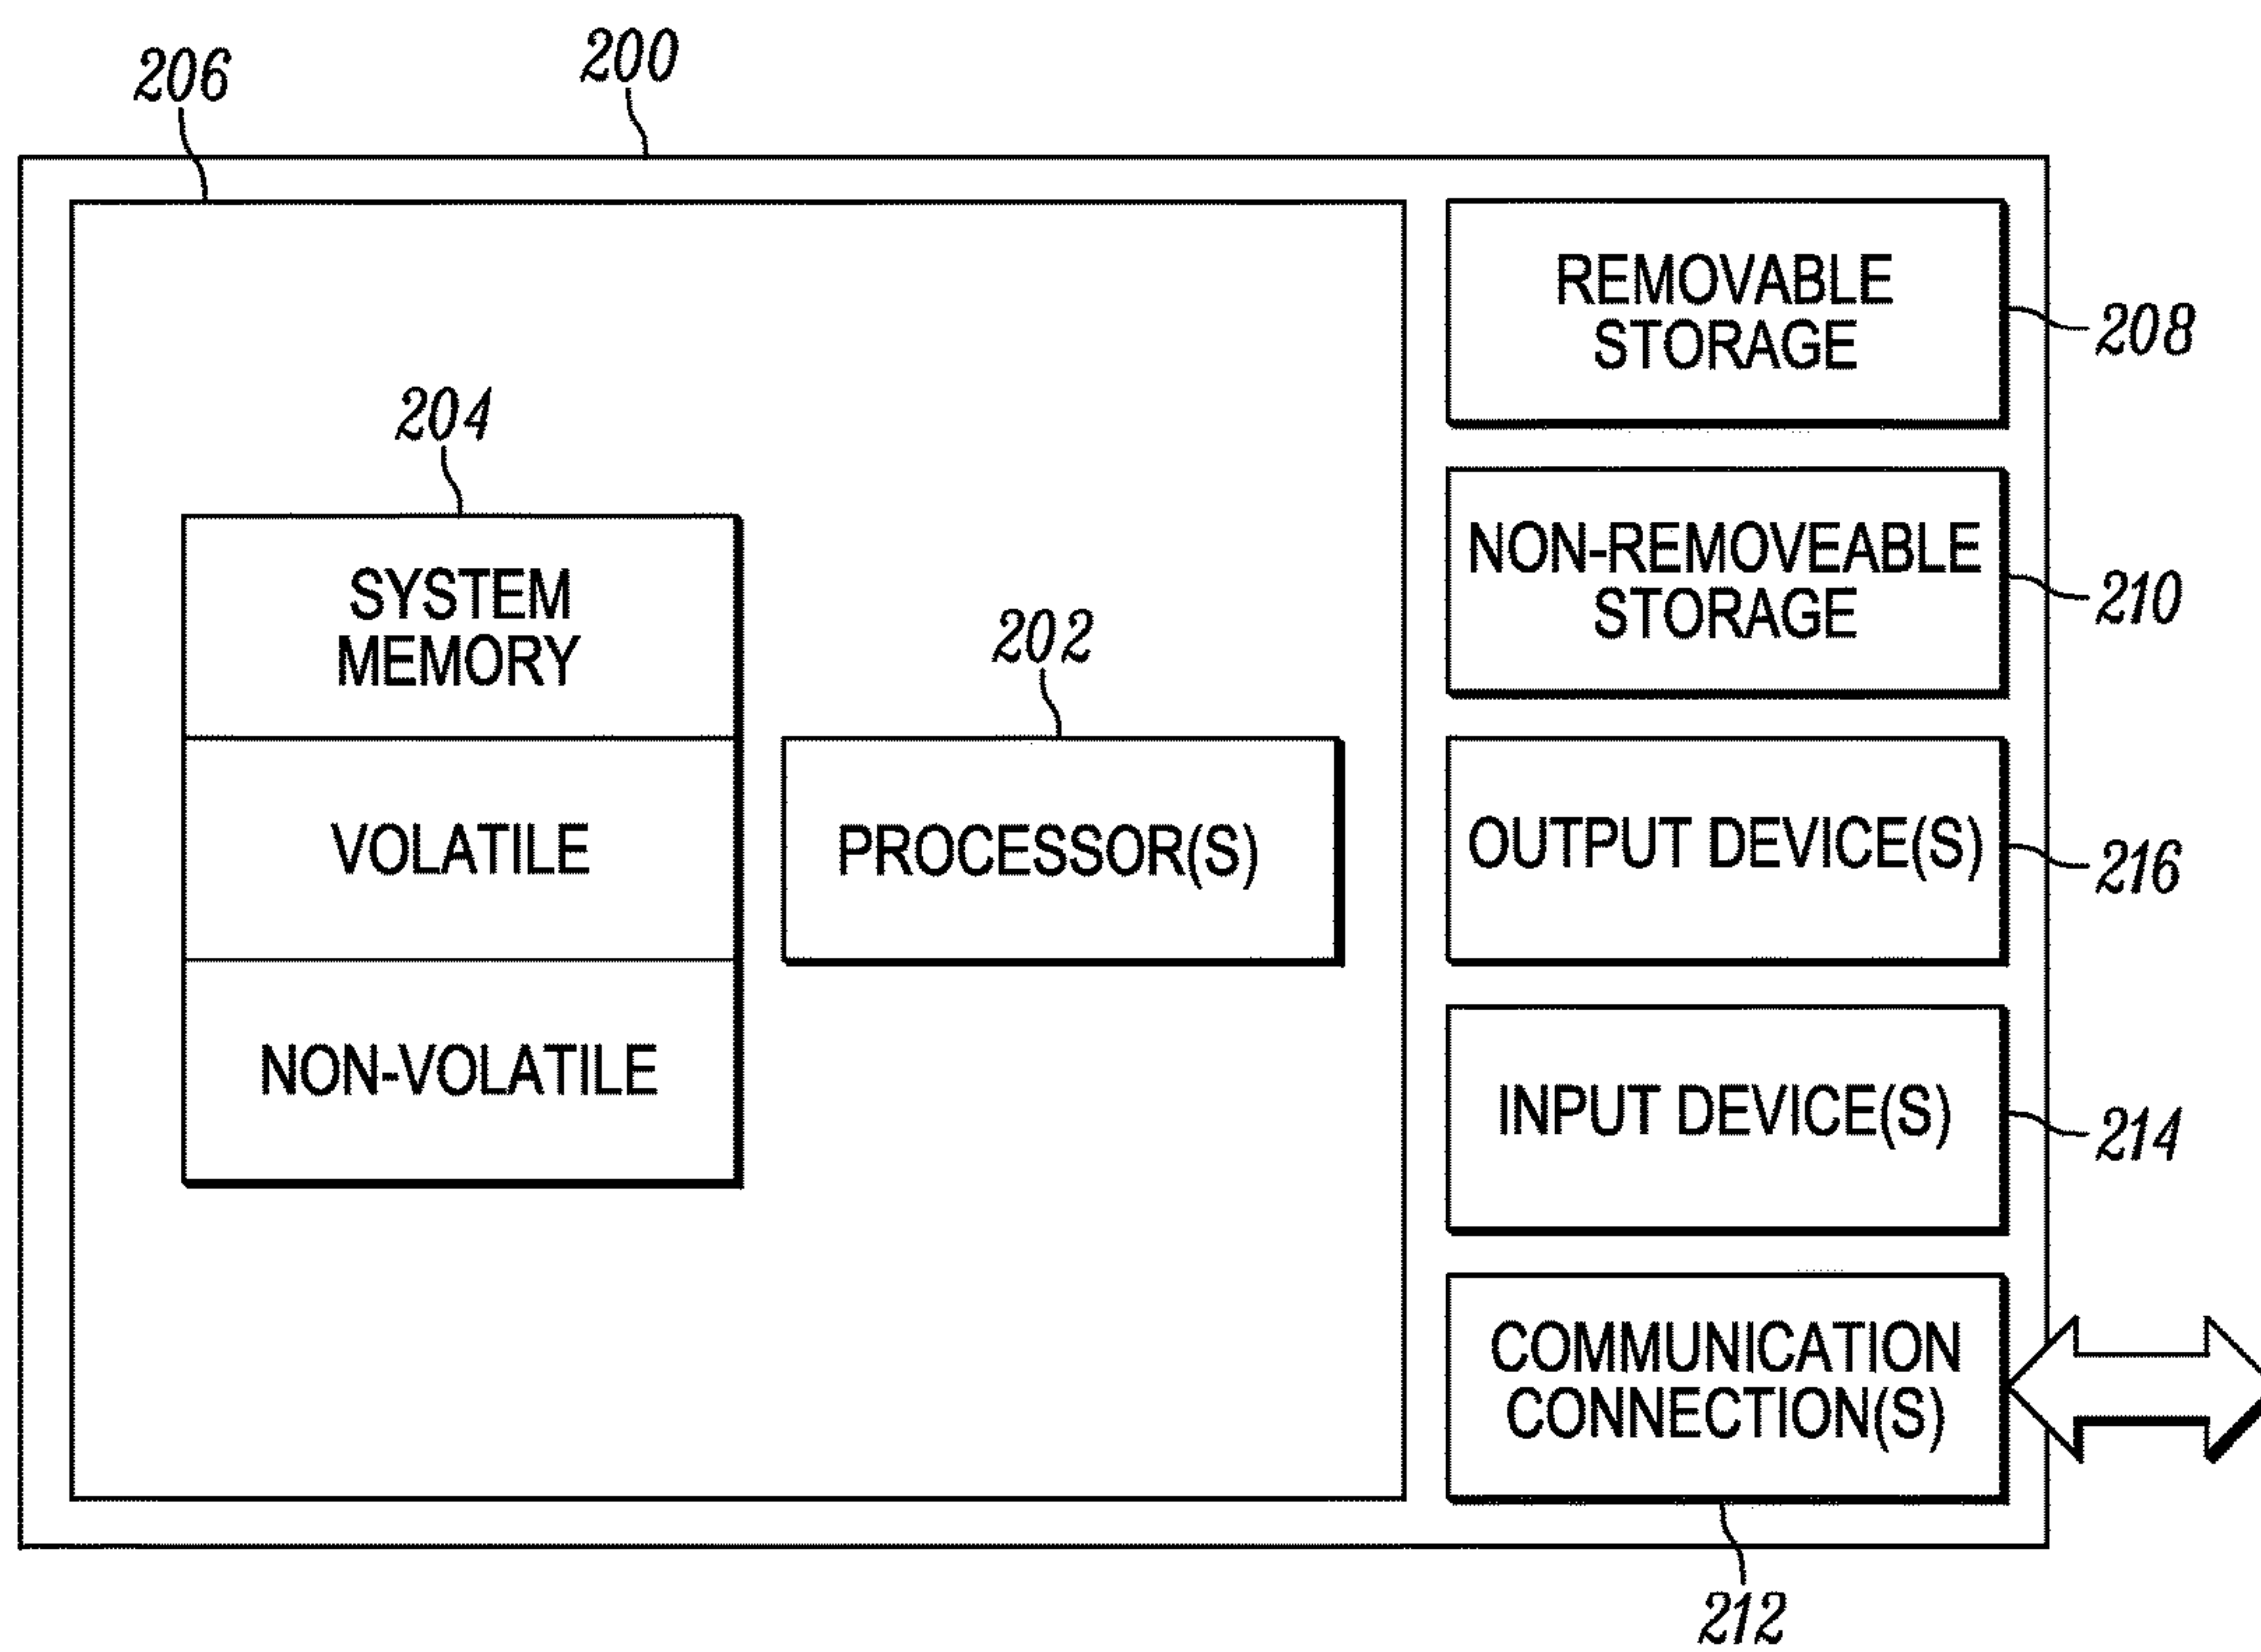 206
200
204
SYSTEM
MEMORY
VOLATILE
NON-VOLATILE
202
PROCESSOR(S)
REMOVABLE
STORAGE
208
NON-REMOVEABLE
STORAGE
210
OUTPUT DEVICE(S)
216
INPUT DEVICE(S)
214
COMMUNICATION
CONNECTION(S)
212